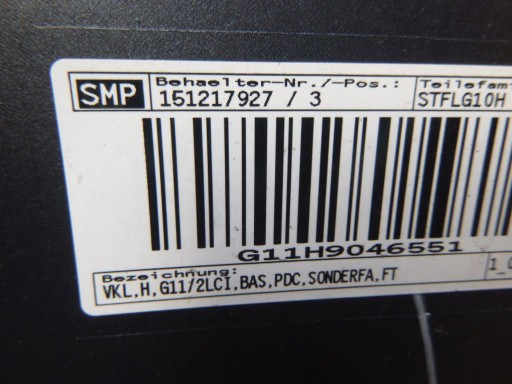 SMP
Behaelter-Nr./-Pos.:
151217927 / 3
STFLG10H
G11H9046551
Bezeichnung:
VKL,H,G11/2LCI,BAS,PDC,SONDERFA,FT